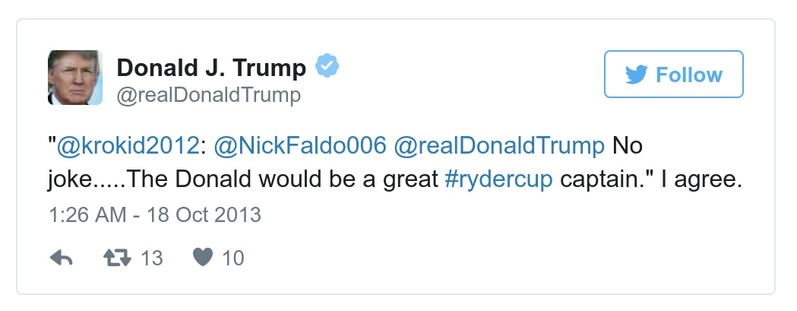 Donald J. Trump
@realDonaldTrump
Follow
"@krokid2012: @NickFaldo006 @realDonaldTrump No
joke.....The Donald would be a great #rydercup captain." I agree.
1:26 AM - 18 Oct 2013
13 10